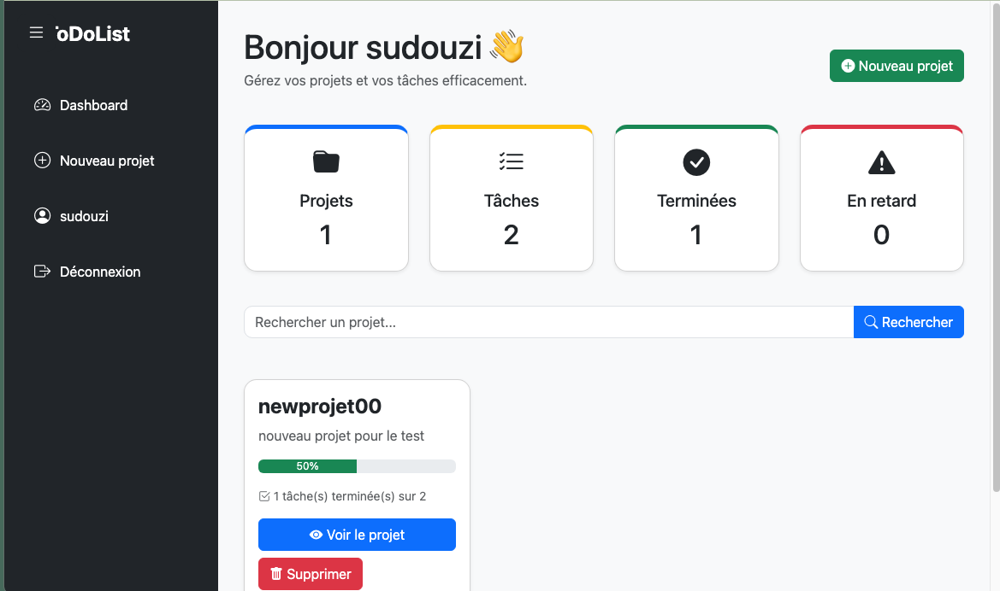 oDoList
Dashboard
Nouveau projet
sudouzi
Déconnexion
Bonjour sudouzi 👋
Gérez vos projets et vos tâches efficacement.
Nouveau projet
Projets
1
Tâches
2
Terminées
1
En retard
0
Rechercher un projet...
Rechercher
newprojet00
nouveau projet pour le test
50%
1 tâche(s) terminée(s) sur 2
Voir le projet
Supprimer